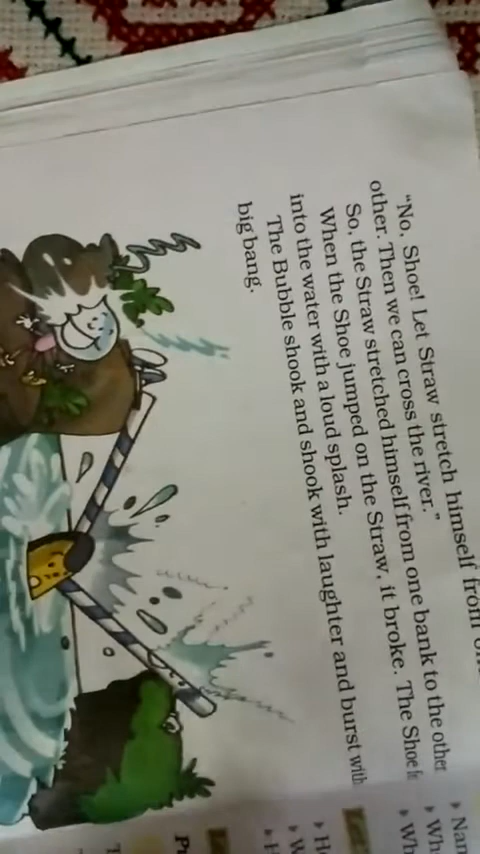 "No, Shoe! Let Straw stretch himself from
other. Then we can cross the river."
So, the Straw stretched himself from one bank to the other
When the Shoe jumped on the Straw, it broke. The Shoe
into the water with a loud splash.
The Bubble shook and shook with laughter and burst with
big bang.